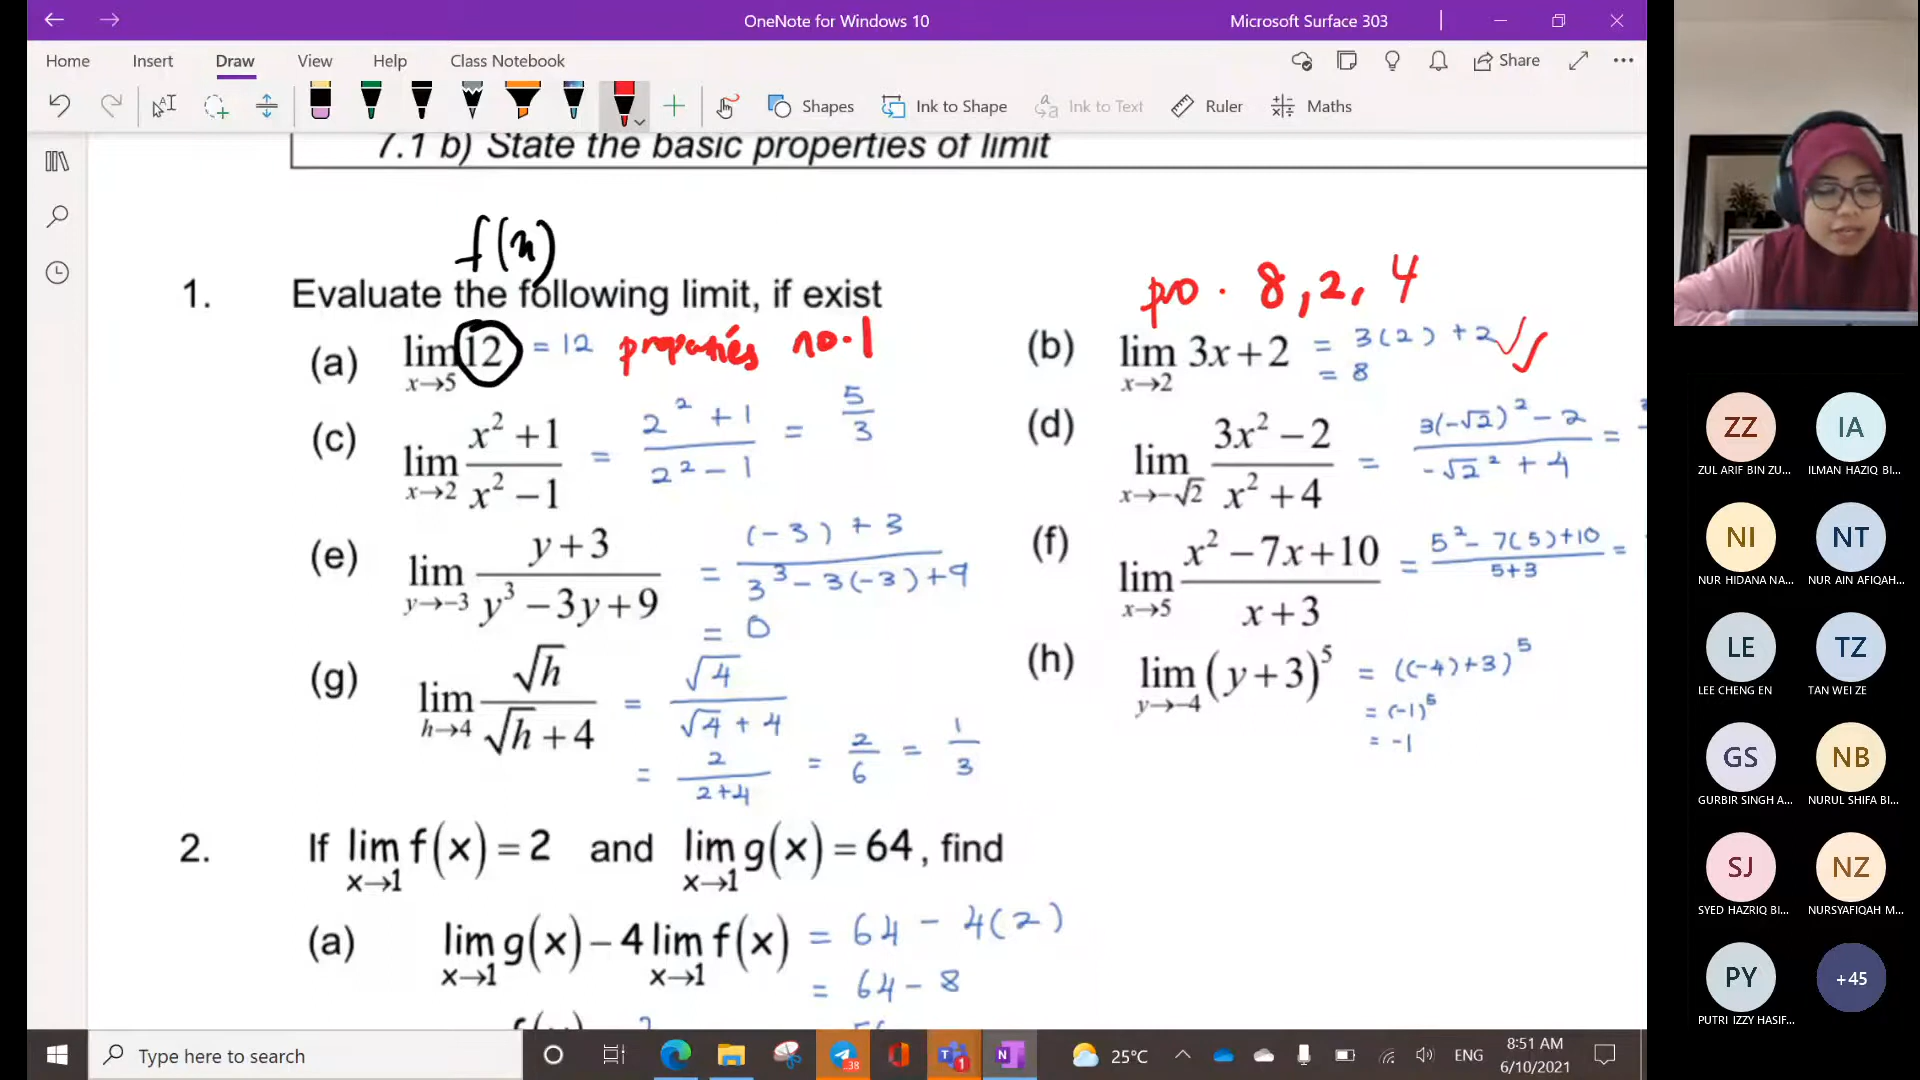 OneNote for Windows 10
Microsoft Surface 303
Home Insert Draw View Help Class Notebook
Share
Shapes Ink to Shape Ink to Text Ruler Maths
7.1 b) State the basic properties of limit
f(x)
1. Evaluate the following limit, if exist
pro. 8, 2, 4
(a) lim x→5 12 = 12 properties no.1
(b) lim x→2 3x+2 = 3(2) + 2
= 8
(c) lim x→2 (x² + 1)/(x² − 1) = (2² + 1)/(2² − 1) = 5/3
(d) lim x→−√2 (3x² − 2)/(x² + 4) = (3(-√2)² − 2)/(-√2² + 4) =
(e) lim y→−3 (y+3)/(y³ − 3y + 9) = ((-3) + 3)/(3³ − 3(-3) + 9)
= 0
(f) lim x→5 (x² − 7x + 10)/(x+3) = (5² − 7(5) + 10)/(5+3) =
(g) lim h→4 √h/(√h + 4) = √4/(√4 + 4)
= 2/(2+4) = 2/6 = 1/3
(h) lim y→−4 (y+3)⁵ = ((-4)+3)⁵
= (-1)⁵
= -1
2. If lim x→1 f(x) = 2 and lim x→1 g(x) = 64, find
(a) lim x→1 g(x) − 4 lim x→1 f(x) = 64 − 4(2)
= 64 − 8
ZZ
ZUL ARIF BIN ZU...
IA
ILMAN HAZIQ BI...
NI
NUR HIDANA NA...
NT
NUR AIN AFIQAH...
LE
LEE CHENG EN
TZ
TAN WEI ZE
GS
GURBIR SINGH A...
NB
NURUL SHIFA BI...
SJ
SYED HAZRIQ BI...
NZ
NURSYAFIQAH M...
PY
PUTRI IZZY HASIF...
+45
Type here to search
38
1
25°C
ENG
8:51 AM
6/10/2021